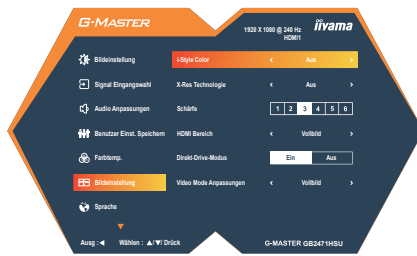 G-MASTER
1920 X 1080 @ 240 Hz
HDMI1
iiyama
Bildeinstellung
i-Style Color
Aus
Signal Eingangswahl
X-Res Technologie
Aus
Audio Anpassungen
Schärfe
1 2 3 4 5 6
Benutzer Einst. Speichern
HDMI Bereich
Vollbild
Farbtemp.
Direkt-Drive-Modus
Ein Aus
Bildeinstellung
Video Mode Anpassungen
Vollbild
Sprache
Ausg : ◀ Wählen : ▲/▼/ Drück
G-MASTER GB2471HSU